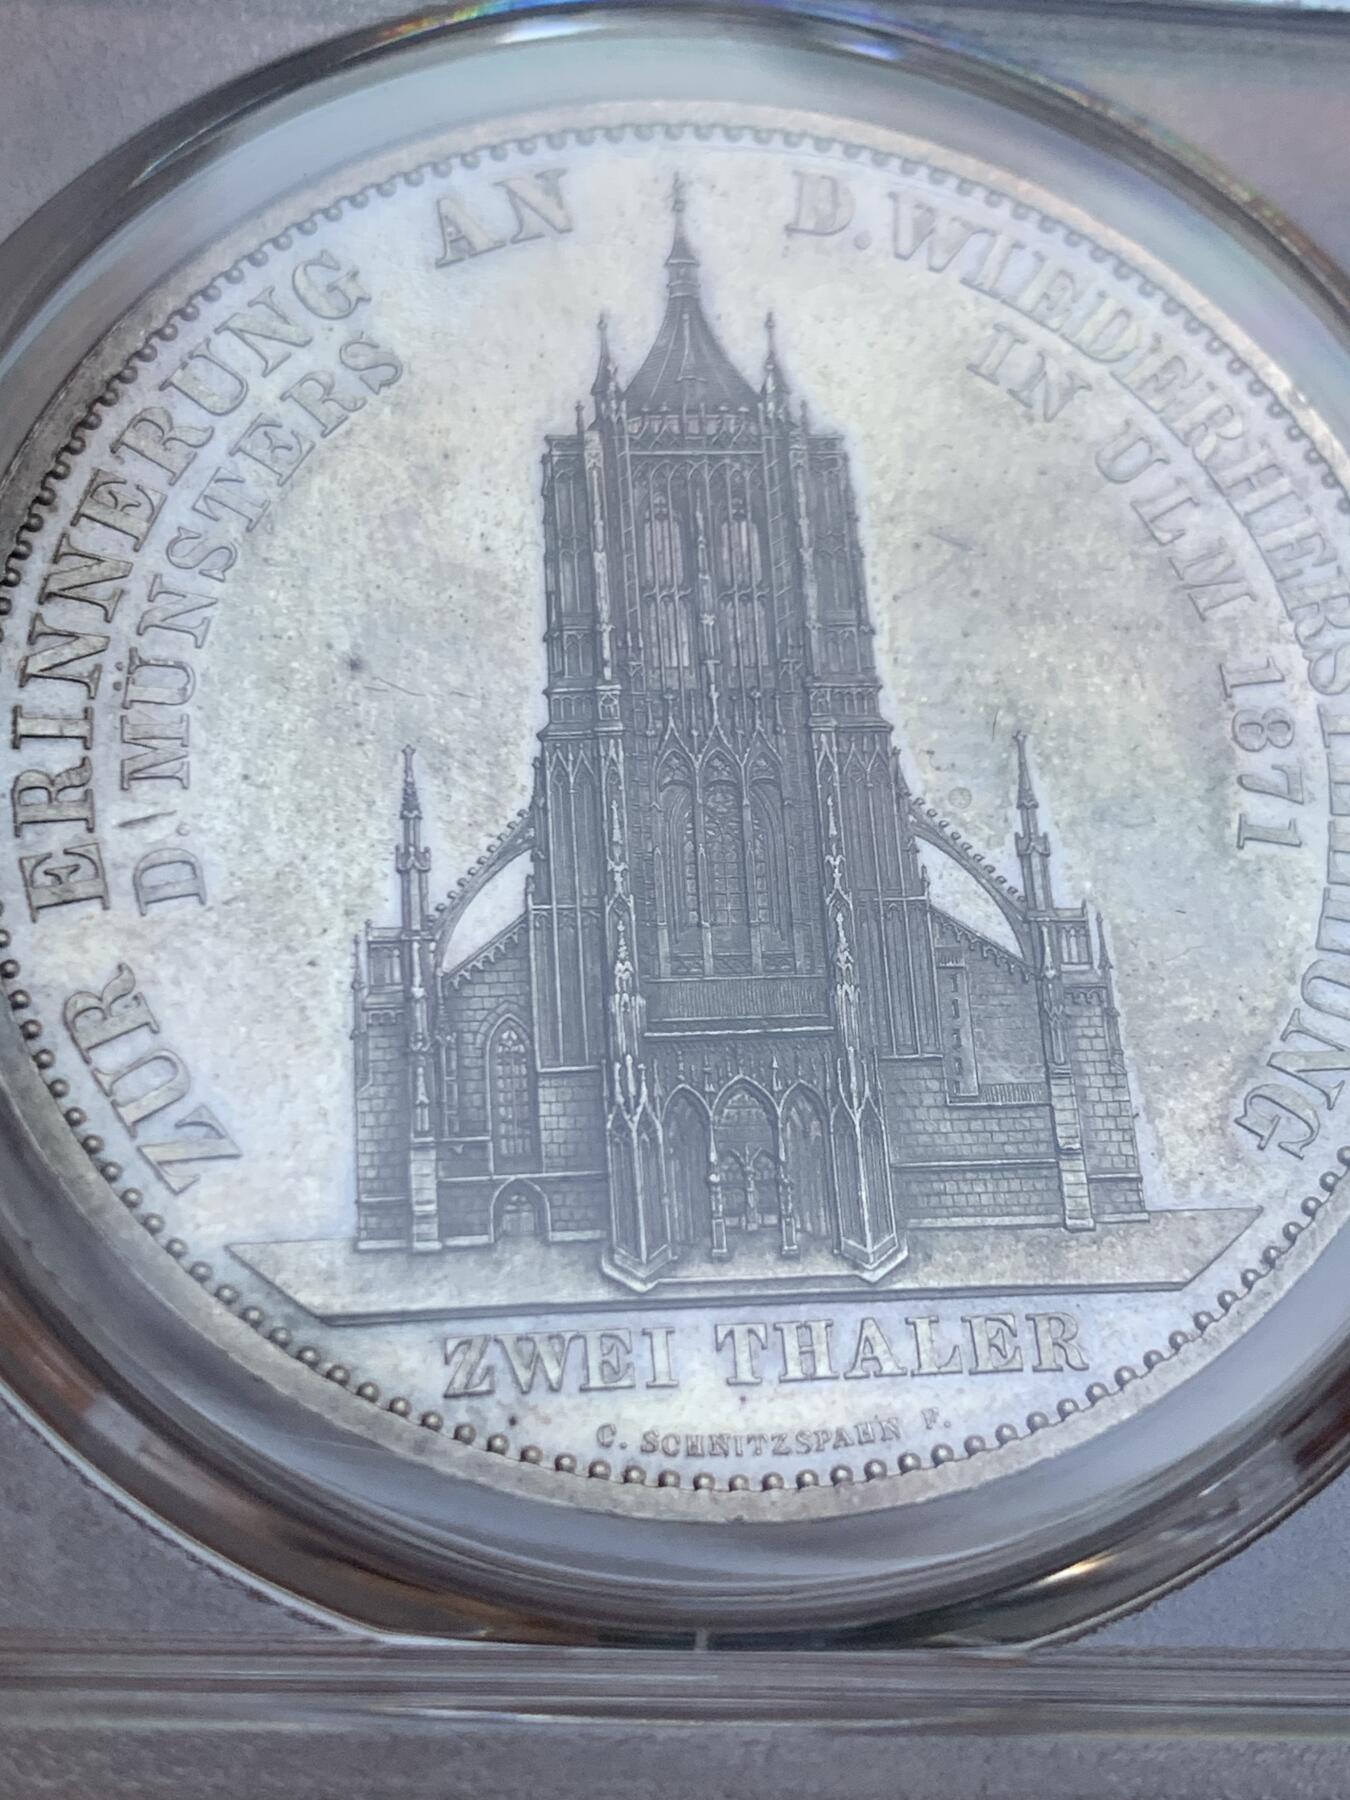 ZUR ERINNERUNG AN D. WIEDERHERSTELLUNG
D. MÜNSTERS IN ULM 1871
ZWEI THALER
C. SCHNITZSPAHN F.